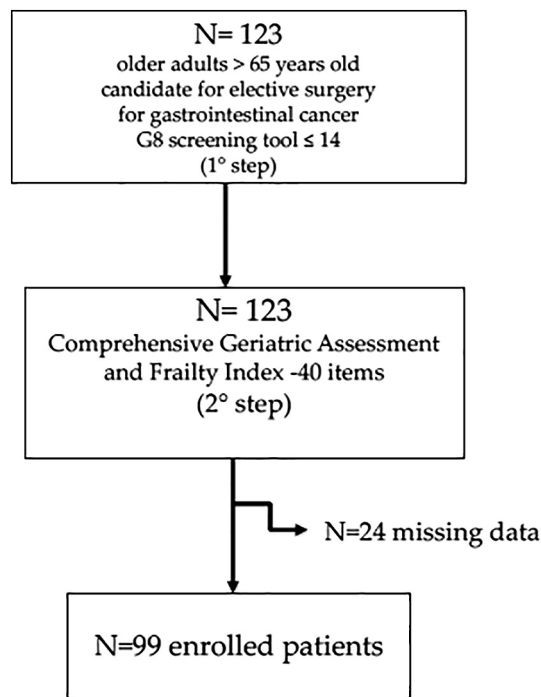 N= 123
older adults > 65 years old
candidate for elective surgery
for gastrointestinal cancer
G8 screening tool ≤ 14
(1° step)
N= 123
Comprehensive Geriatric Assessment
and Frailty Index -40 items
(2° step)
N=24 missing data
N=99 enrolled patients